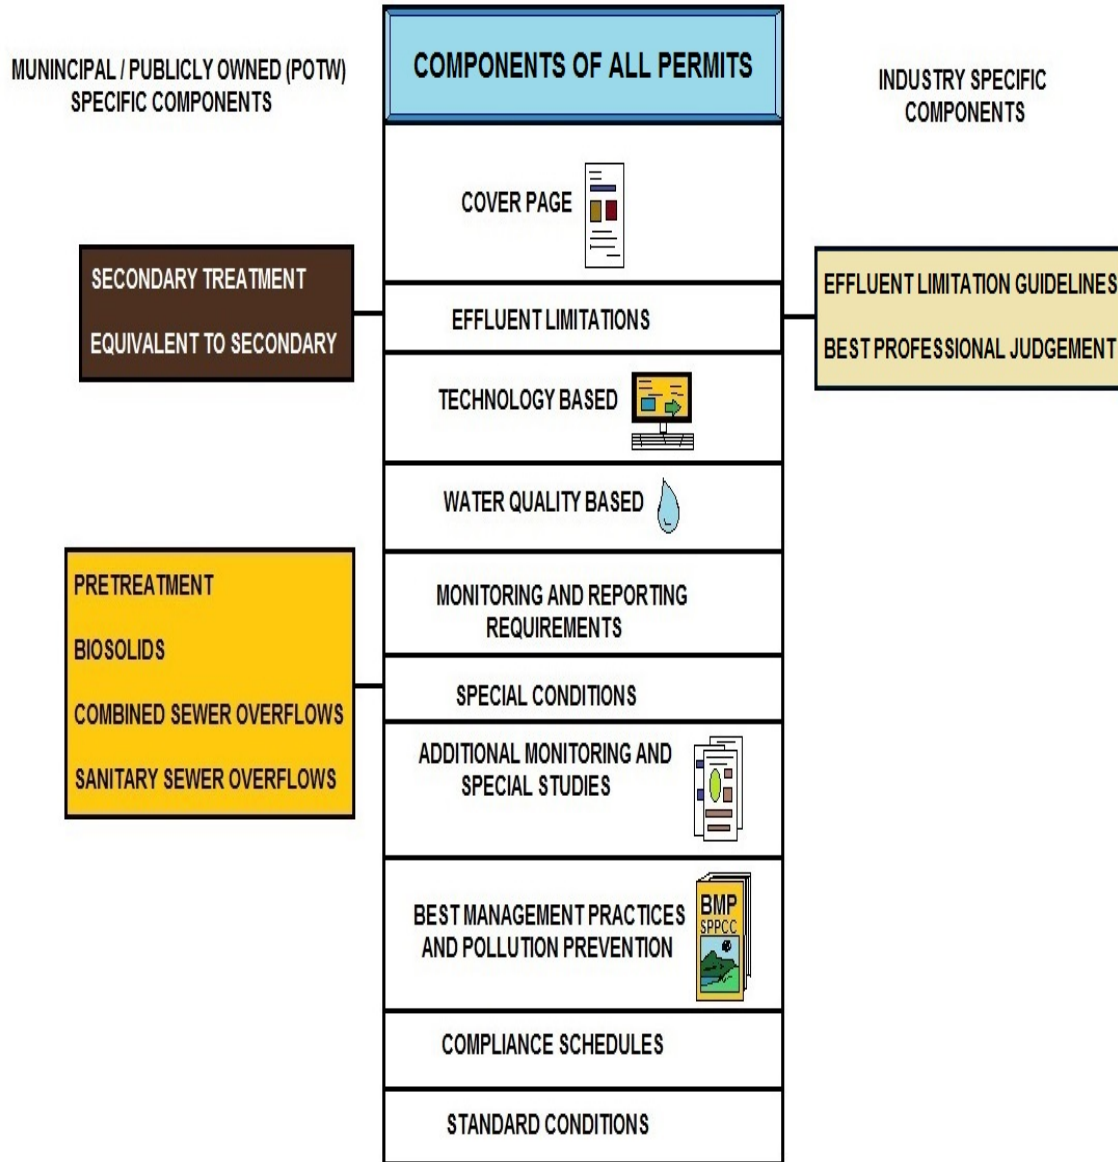 MUNINCIPAL / PUBLICLY OWNED (POTW)
SPECIFIC COMPONENTS
COMPONENTS OF ALL PERMITS
INDUSTRY SPECIFIC
COMPONENTS
COVER PAGE
SECONDARY TREATMENT
EQUIVALENT TO SECONDARY
EFFLUENT LIMITATIONS
EFFLUENT LIMITATION GUIDELINES
BEST PROFESSIONAL JUDGEMENT
TECHNOLOGY BASED
WATER QUALITY BASED
PRETREATMENT
BIOSOLIDS
COMBINED SEWER OVERFLOWS
SANITARY SEWER OVERFLOWS
MONITORING AND REPORTING
REQUIREMENTS
SPECIAL CONDITIONS
ADDITIONAL MONITORING AND
SPECIAL STUDIES
BEST MANAGEMENT PRACTICES
AND POLLUTION PREVENTION
BMP
SPPCC
COMPLIANCE SCHEDULES
STANDARD CONDITIONS